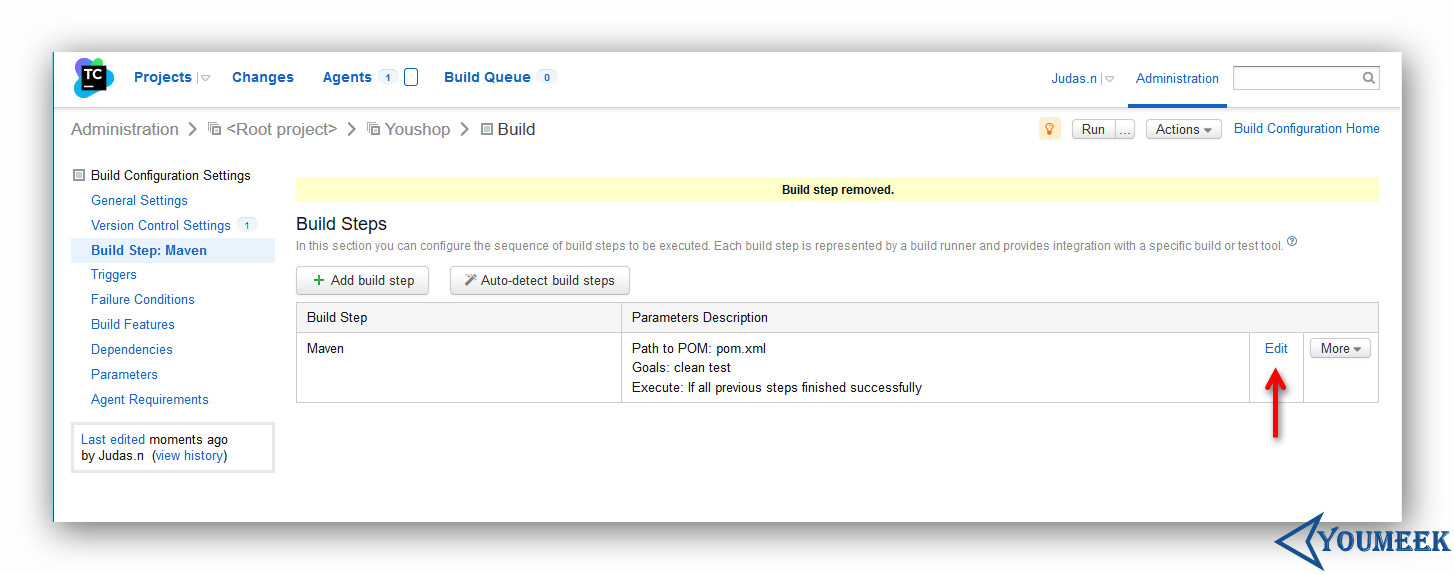 TC
Projects
Changes
Agents 1
Build Queue 0
Judas.n
Administration
Administration
<Root project>
Youshop
Build
Run
...
Actions
Build Configuration Home
Build Configuration Settings
General Settings
Version Control Settings 1
Build Step: Maven
Triggers
Failure Conditions
Build Features
Dependencies
Parameters
Agent Requirements
Last edited moments ago
by Judas.n (view history)
Build step removed.
Build Steps
In this section you can configure the sequence of build steps to be executed. Each build step is represented by a build runner and provides integration with a specific build or test tool. ?
+ Add build step
Auto-detect build steps
Build Step
Parameters Description
Maven
Path to POM: pom.xml
Goals: clean test
Execute: If all previous steps finished successfully
Edit
More
YOUMEEK